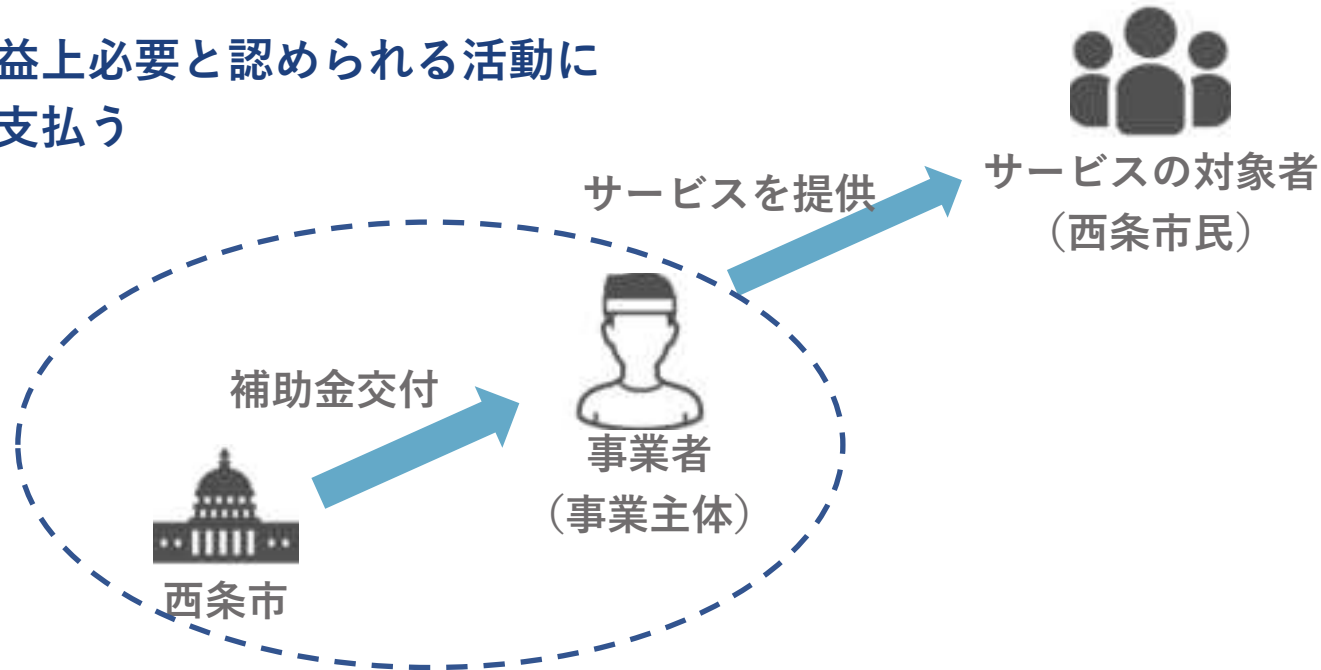 益上必要と認められる活動に
支払う
サービスの対象者
（西条市民）
サービスを提供
補助金交付
事業者
（事業主体）
西条市